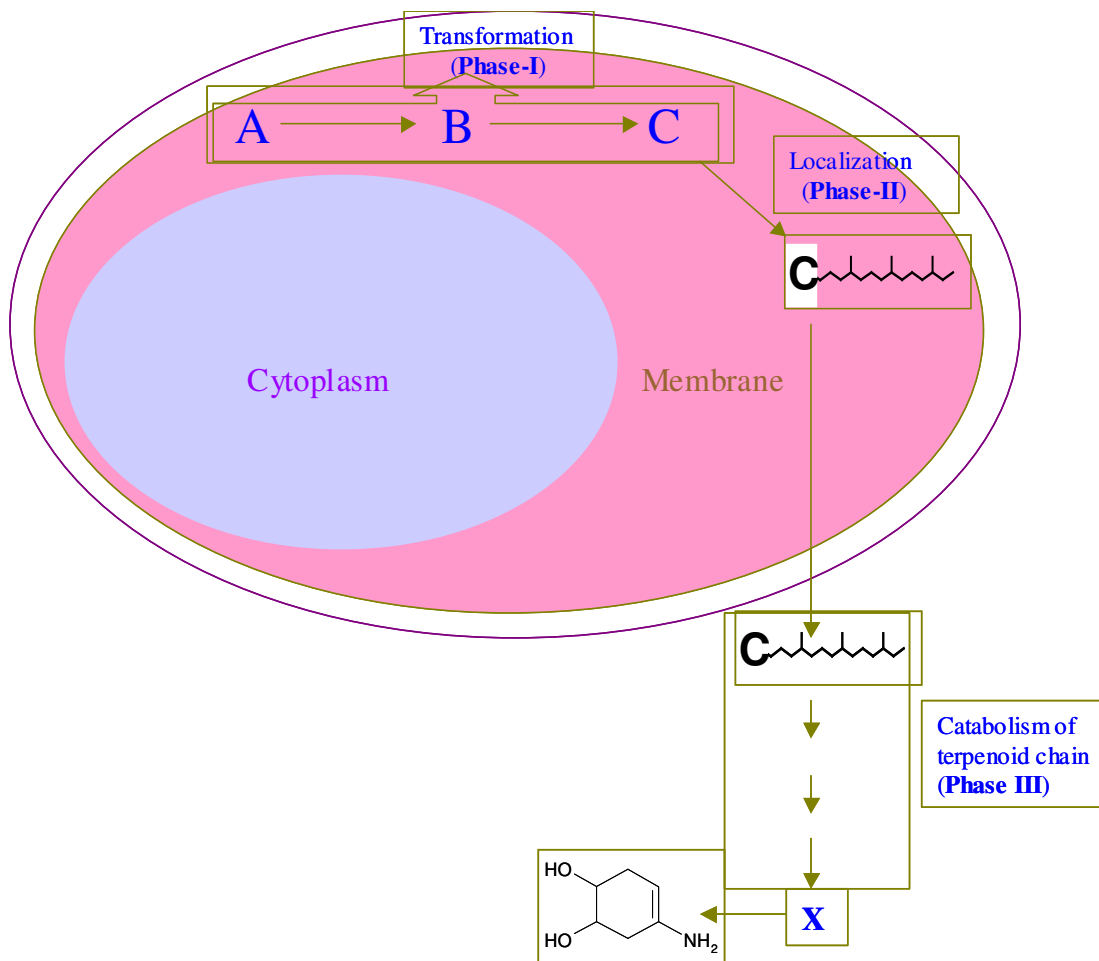 Transformation
(Phase-I)
A B C
Localization
(Phase-II)
C
Cytoplasm
Membrane
C
Catabolism of
terpenoid chain
(Phase III)
HO
X
HO
NH2